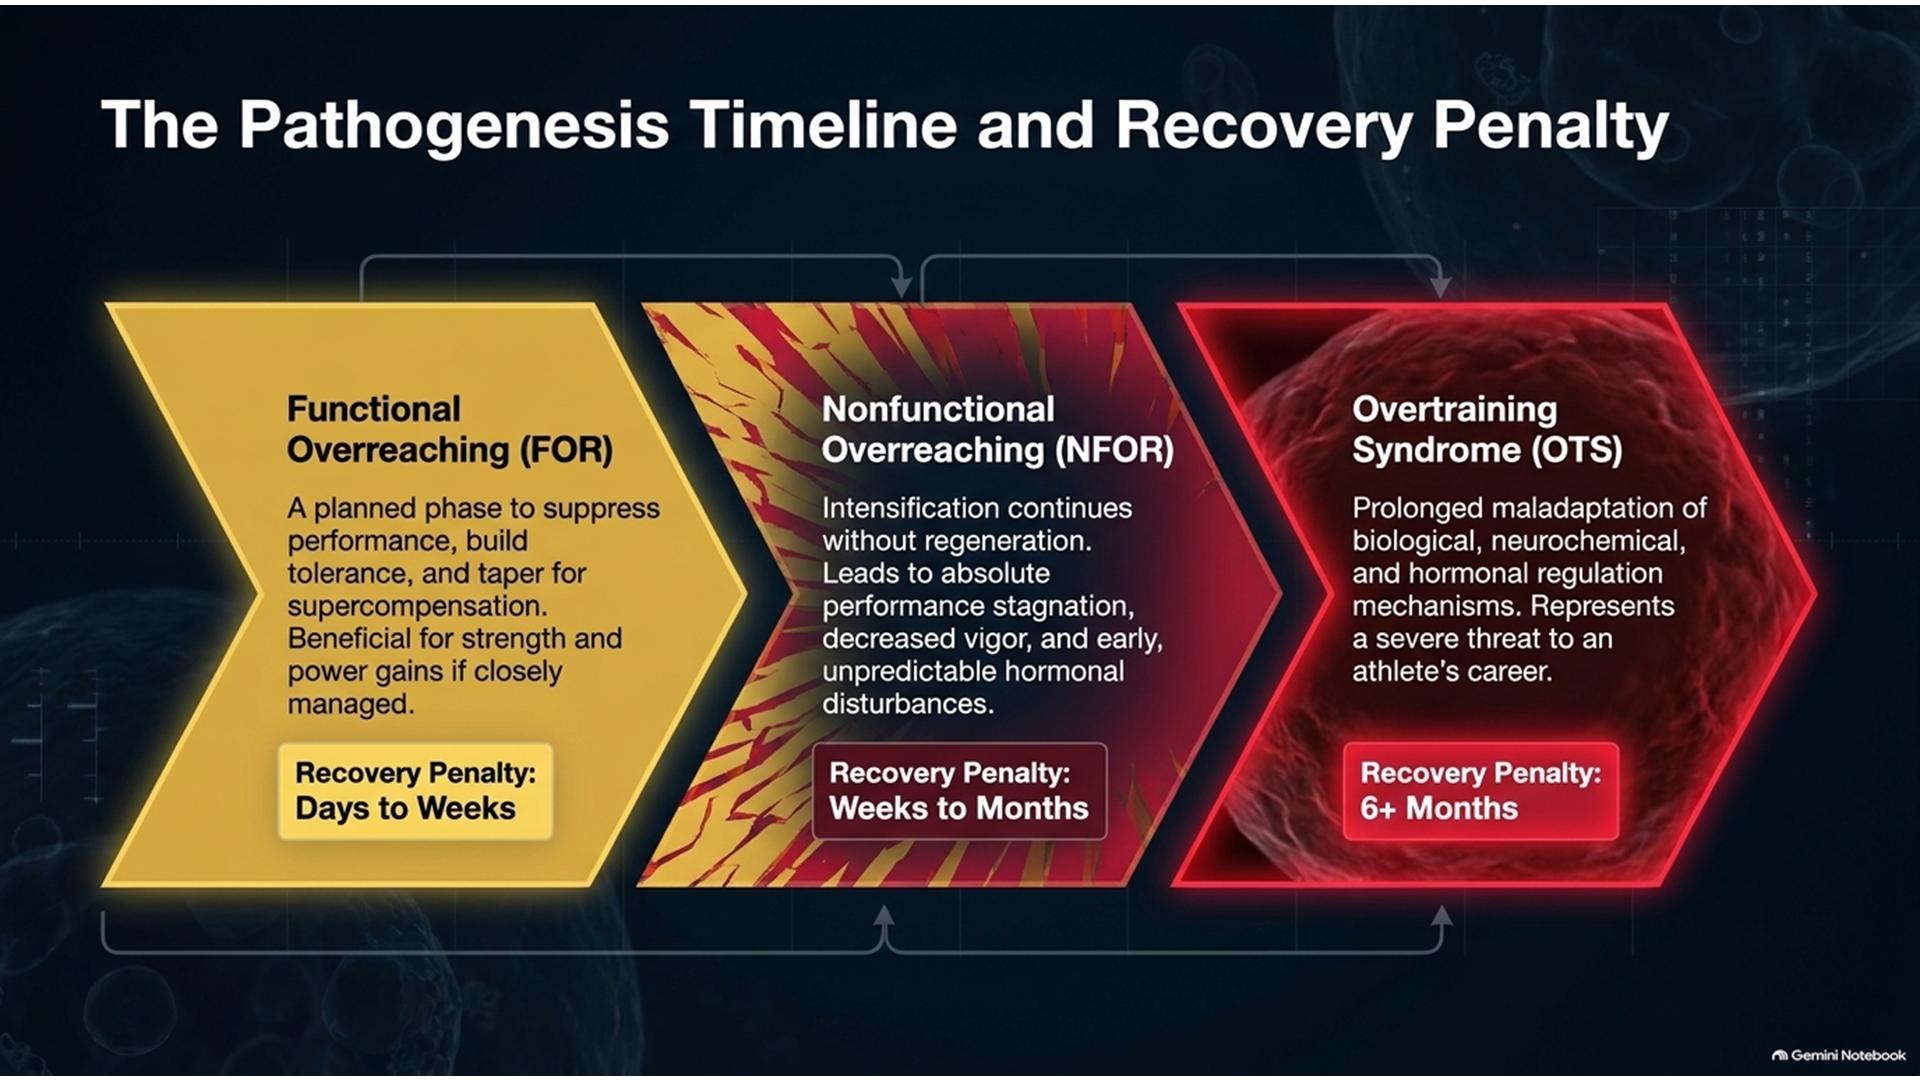 The Pathogenesis Timeline and Recovery Penalty
Functional
Overreaching (FOR)
A planned phase to suppress
performance, build
tolerance, and taper for
supercompensation.
Beneficial for strength and
power gains if closely
managed.
Recovery Penalty:
Days to Weeks
Nonfunctional
Overreaching (NFOR)
Intensification continues
without regeneration.
Leads to absolute
performance stagnation,
decreased vigor, and early,
unpredictable hormonal
disturbances.
Recovery Penalty:
Weeks to Months
Overtraining
Syndrome (OTS)
Prolonged maladaptation of
biological, neurochemical,
and hormonal regulation
mechanisms. Represents
a severe threat to an
athlete's career.
Recovery Penalty:
6+ Months
Gemini Notebook